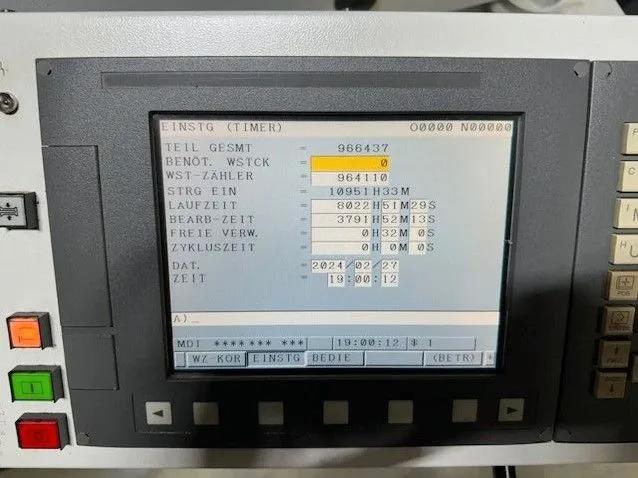 EINSTG (TIMER) O0000 N00000
TEIL GESMT = 966437
BENÖT. WSTCK = 0
WST-ZÄHLER = 964110
STRG EIN = 10951H33M
LAUFZEIT = 8022H51M29S
BEARB-ZEIT = 3791H52M13S
FREIE VERW. = 0H32M 0S
ZYKLUSZEIT = 0H 0M 0S
DAT. = 2024/02/27
ZEIT = 19:00:12
A)_
MDI **** *** *** 19:00:12 $ 1
WZ-KOR EINSTG BEDIE (BETR)